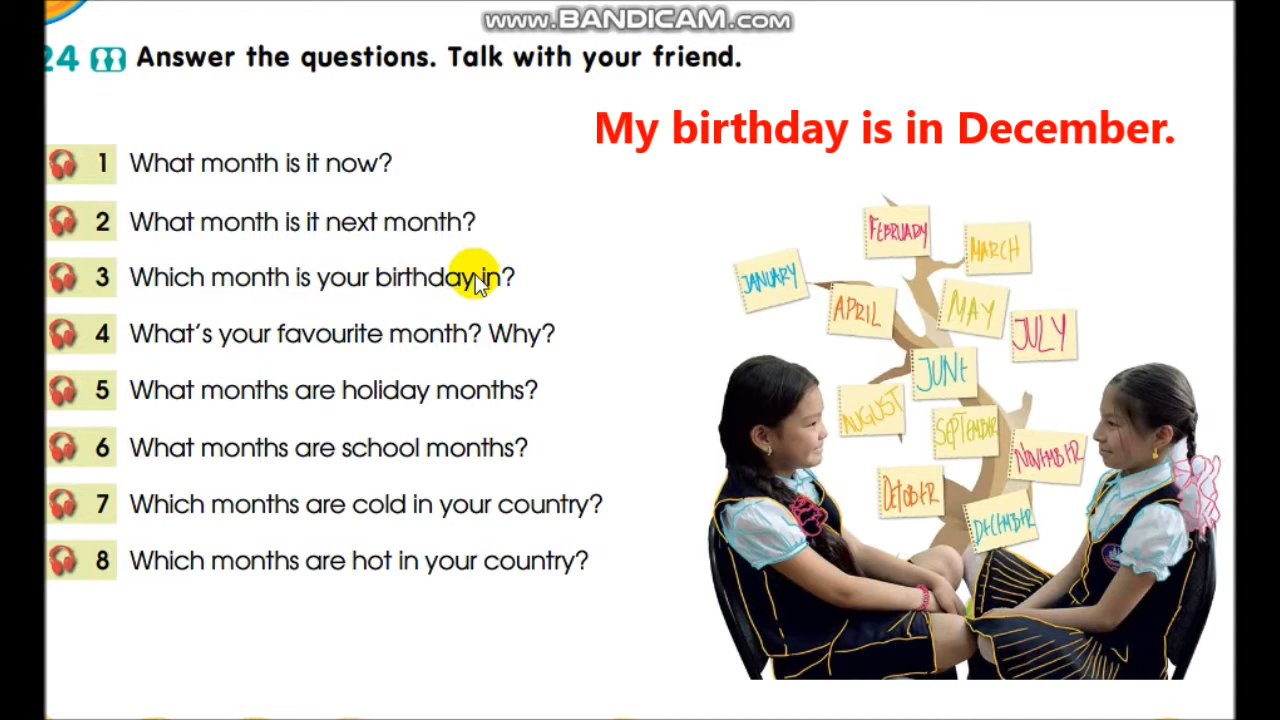 www.BANDICAM.com
24 Answer the questions. Talk with your friend.
My birthday is in December.
1 What month is it now?
2 What month is it next month?
3 Which month is your birthday in?
4 What's your favourite month? Why?
5 What months are holiday months?
6 What months are school months?
7 Which months are cold in your country?
8 Which months are hot in your country?
FEBRUARY
MARCH
JANUARY
APRIL
MAY
JULY
JUNE
AUGUST
SEPTEMBER
NOVEMBER
OCTOBER
DECEMBER